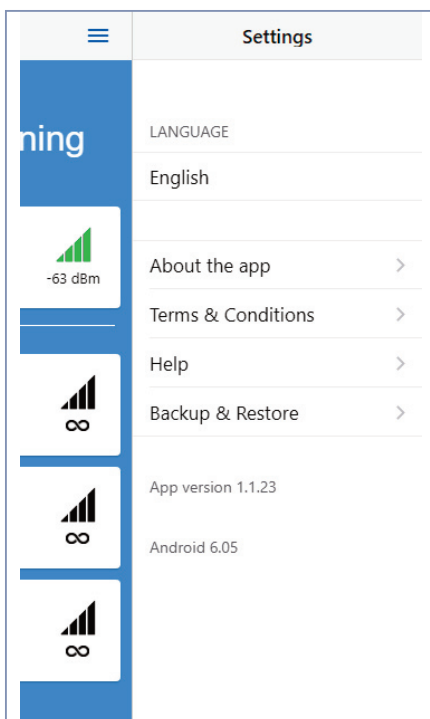 Settings
ning
LANGUAGE
English
-63 dBm
About the app
Terms & Conditions
Help
∞
Backup & Restore
App version 1.1.23
∞
Android 6.05
∞